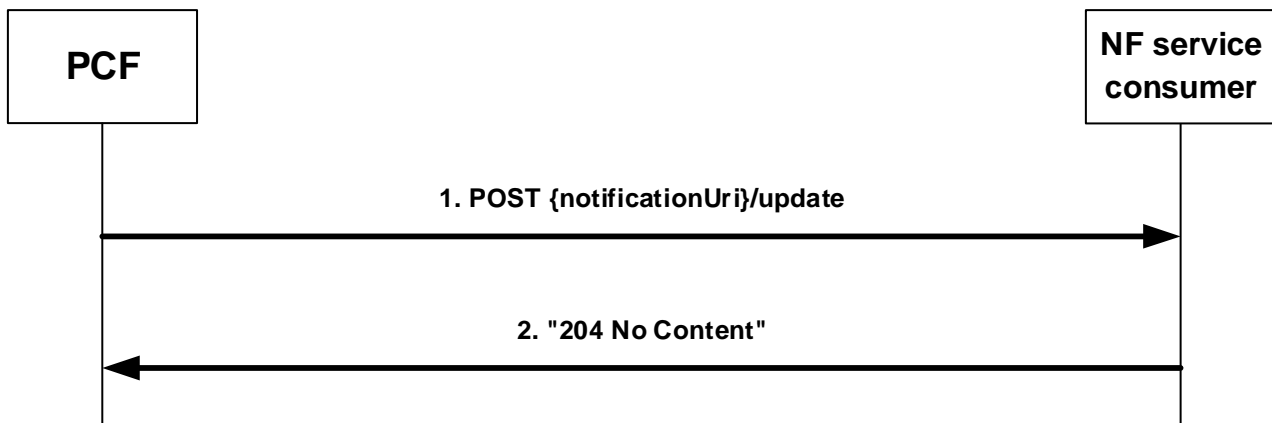 PCF
NF service
consumer
1. POST {notificationUri}/update
2. "204 No Content"